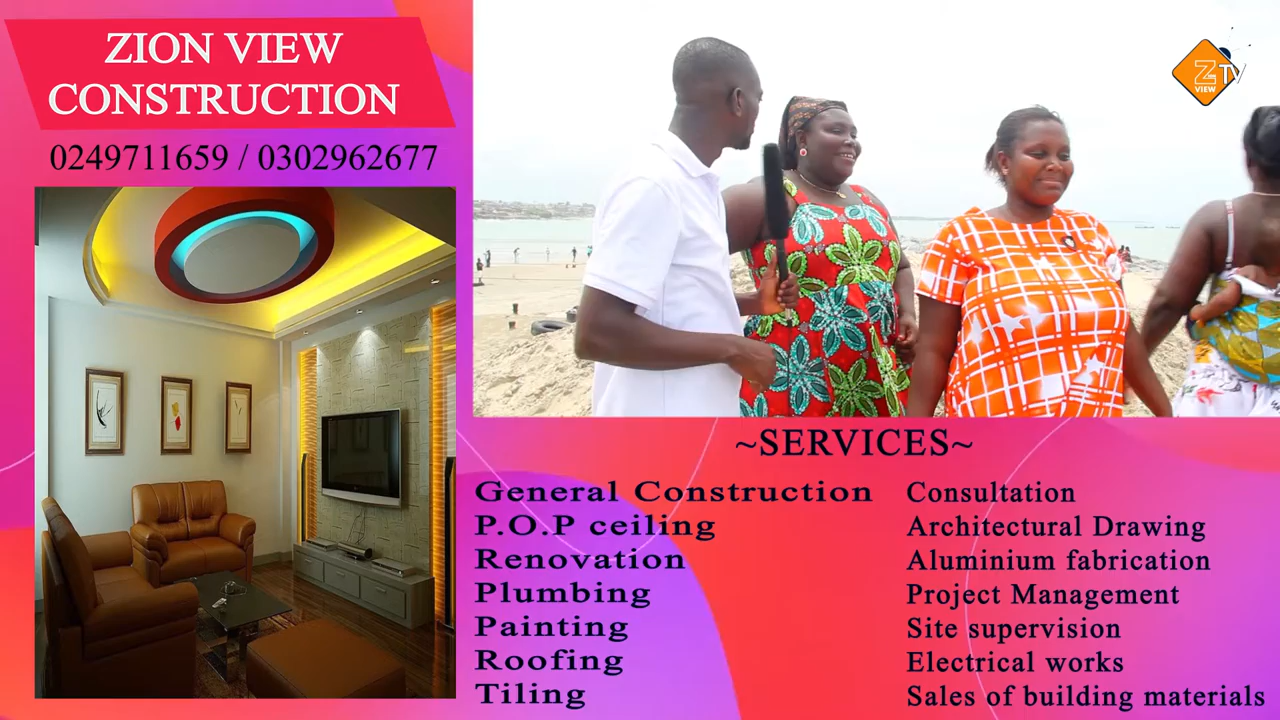 ZION VIEW
CONSTRUCTION
0249711659 / 0302962677
Z TV
VIEW
~SERVICES~
General Construction
P.O.P ceiling
Renovation
Plumbing
Painting
Roofing
Tiling
Consultation
Architectural Drawing
Aluminium fabrication
Project Management
Site supervision
Electrical works
Sales of building materials